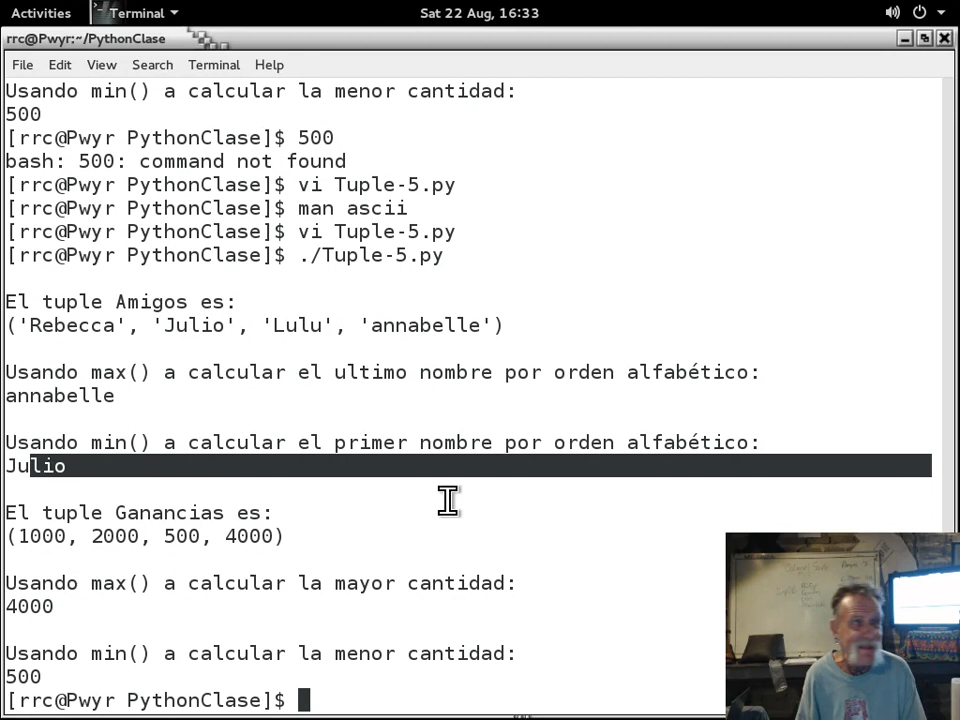 Activities
Terminal
Sat 22 Aug, 16:33
rrc@Pwyr:~/PythonClase
File Edit View Search Terminal Help
Usando min() a calcular la menor cantidad:
500
[rrc@Pwyr PythonClase]$ 500
bash: 500: command not found
[rrc@Pwyr PythonClase]$ vi Tuple-5.py
[rrc@Pwyr PythonClase]$ man ascii
[rrc@Pwyr PythonClase]$ vi Tuple-5.py
[rrc@Pwyr PythonClase]$ ./Tuple-5.py
El tuple Amigos es:
('Rebecca', 'Julio', 'Lulu', 'annabelle')
Usando max() a calcular el ultimo nombre por orden alfabético:
annabelle
Usando min() a calcular el primer nombre por orden alfabético:
Julio
El tuple Ganancias es:
(1000, 2000, 500, 4000)
Usando max() a calcular la mayor cantidad:
4000
Usando min() a calcular la menor cantidad:
500
[rrc@Pwyr PythonClase]$